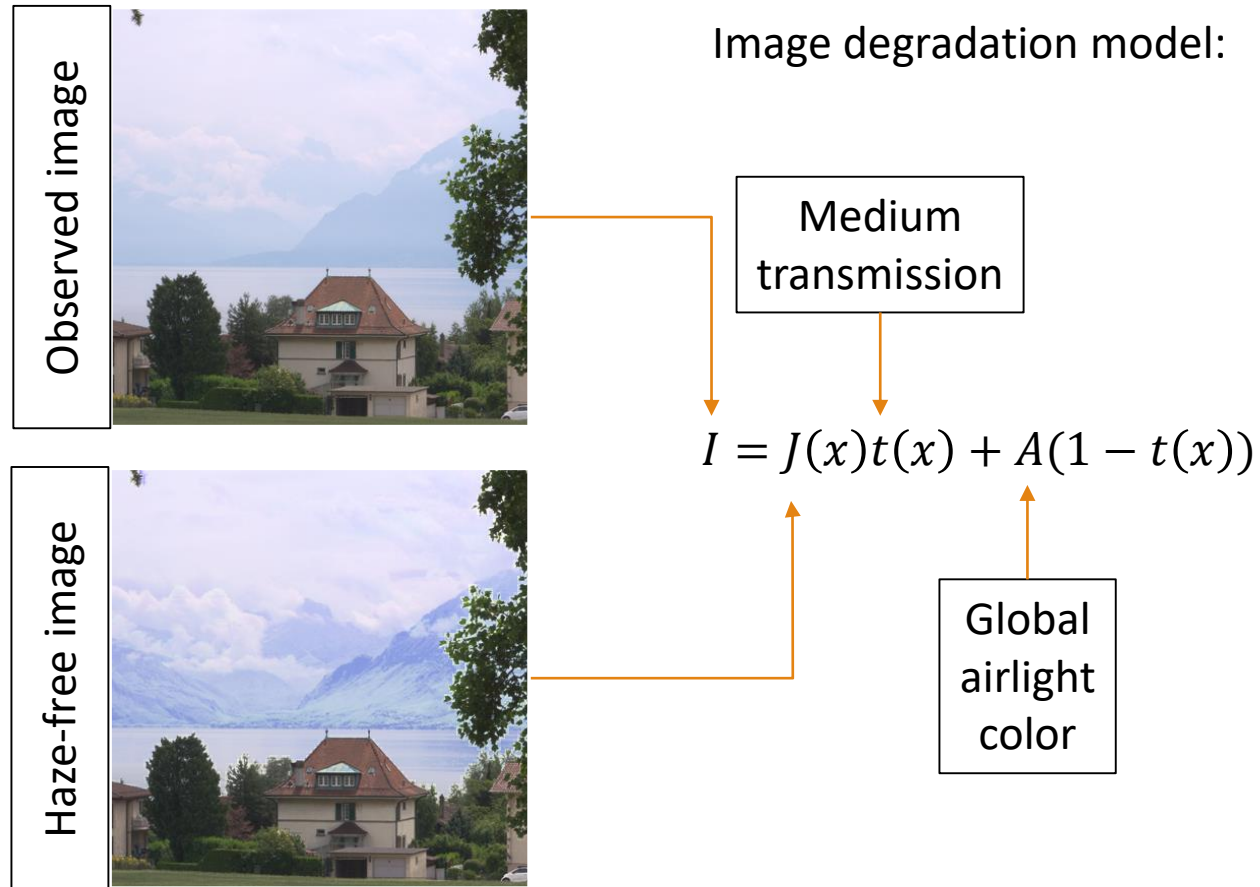 Observed image
Image degradation model:
Medium
transmission
I = J(x)t(x) + A(1 − t(x))
Haze-free image
Global
airlight
color